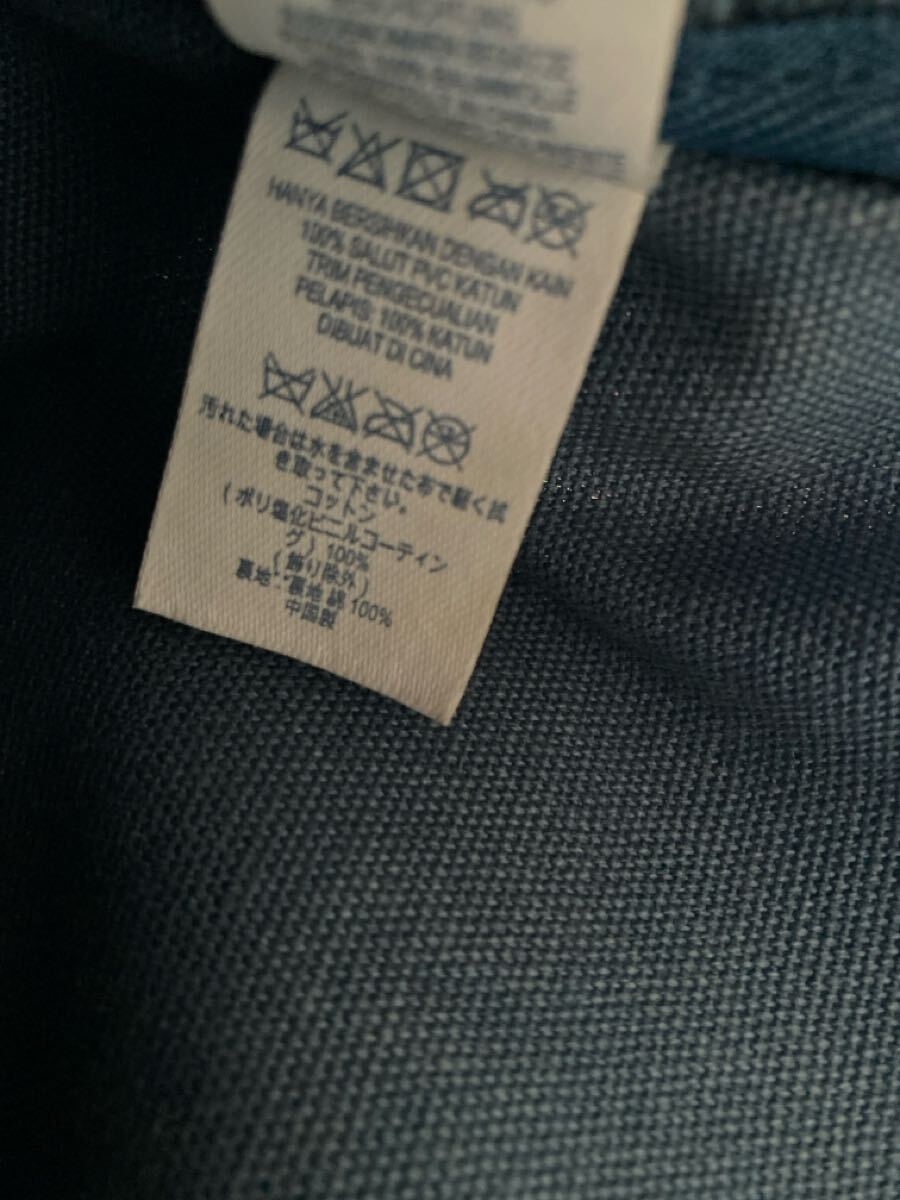 HANYA BERSIHKAN DENGAN KAIN
100% SALUT PVC KATUN
TRIM PENGECUALIAN
PELAPIS: 100% KATUN
DIBUAT DI CINA
汚れた場合は水を含ませた布で軽く拭
き取って下さい。
コットン
(ポリ塩化ビニールコーティン
グ) 100%
(飾り除外)
裏地:裏地 綿 100%
中国製